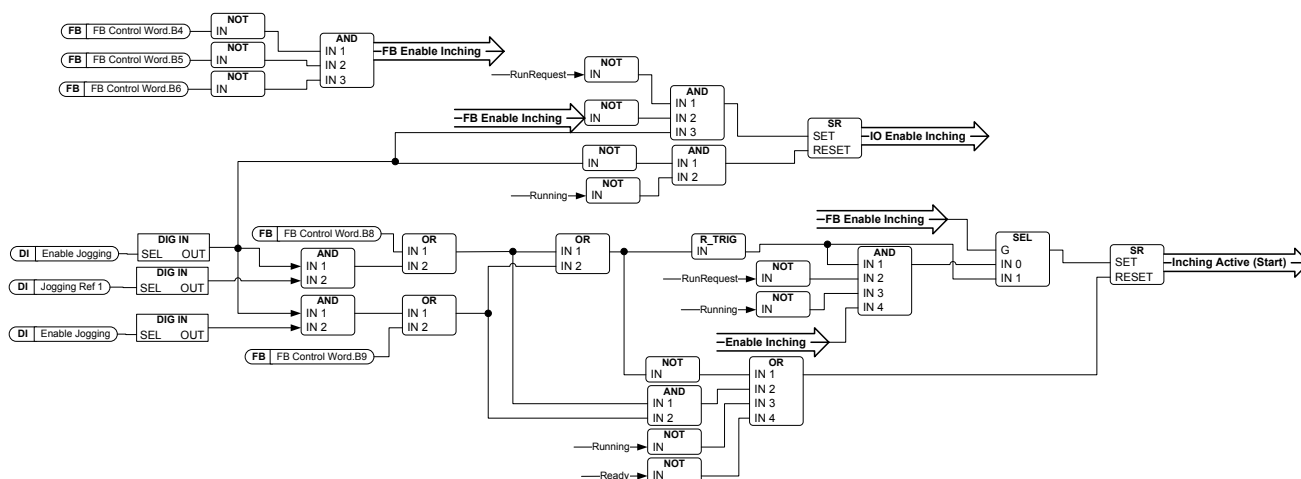 NOT
FB FB Control Word.B4 IN
AND
NOT
IN 1
FB Enable Inching
FB FB Control Word.B5 IN
IN 2
NOT
IN 3
FB FB Control Word.B6 IN
NOT
RunRequest IN
AND
NOT
IN 1
FB Enable Inching IN
IN 2
IN 3
SR
SET
IO Enable Inching
RESET
NOT
IN
AND
IN 1
IN 2
NOT
Running IN
DIG IN
DI Enable Jogging SEL OUT
FB FB Control Word.B8
OR
IN 1
IN 2
AND
IN 1
IN 2
DIG IN
DI Jogging Ref 1 SEL OUT
AND
IN 1
IN 2
OR
IN 1
IN 2
DIG IN
DI Enable Jogging SEL OUT
FB FB Control Word.B9
OR
IN 1
IN 2
R_TRIG
IN
FB Enable Inching
SEL
G
IN 0
IN 1
SR
SET
Inching Active (Start)
RESET
AND
IN 1
IN 2
IN 3
IN 4
NOT
RunRequest IN
NOT
Running IN
Enable Inching
NOT
IN
OR
IN 1
IN 2
IN 3
IN 4
AND
IN 1
IN 2
NOT
Running IN
NOT
Ready IN